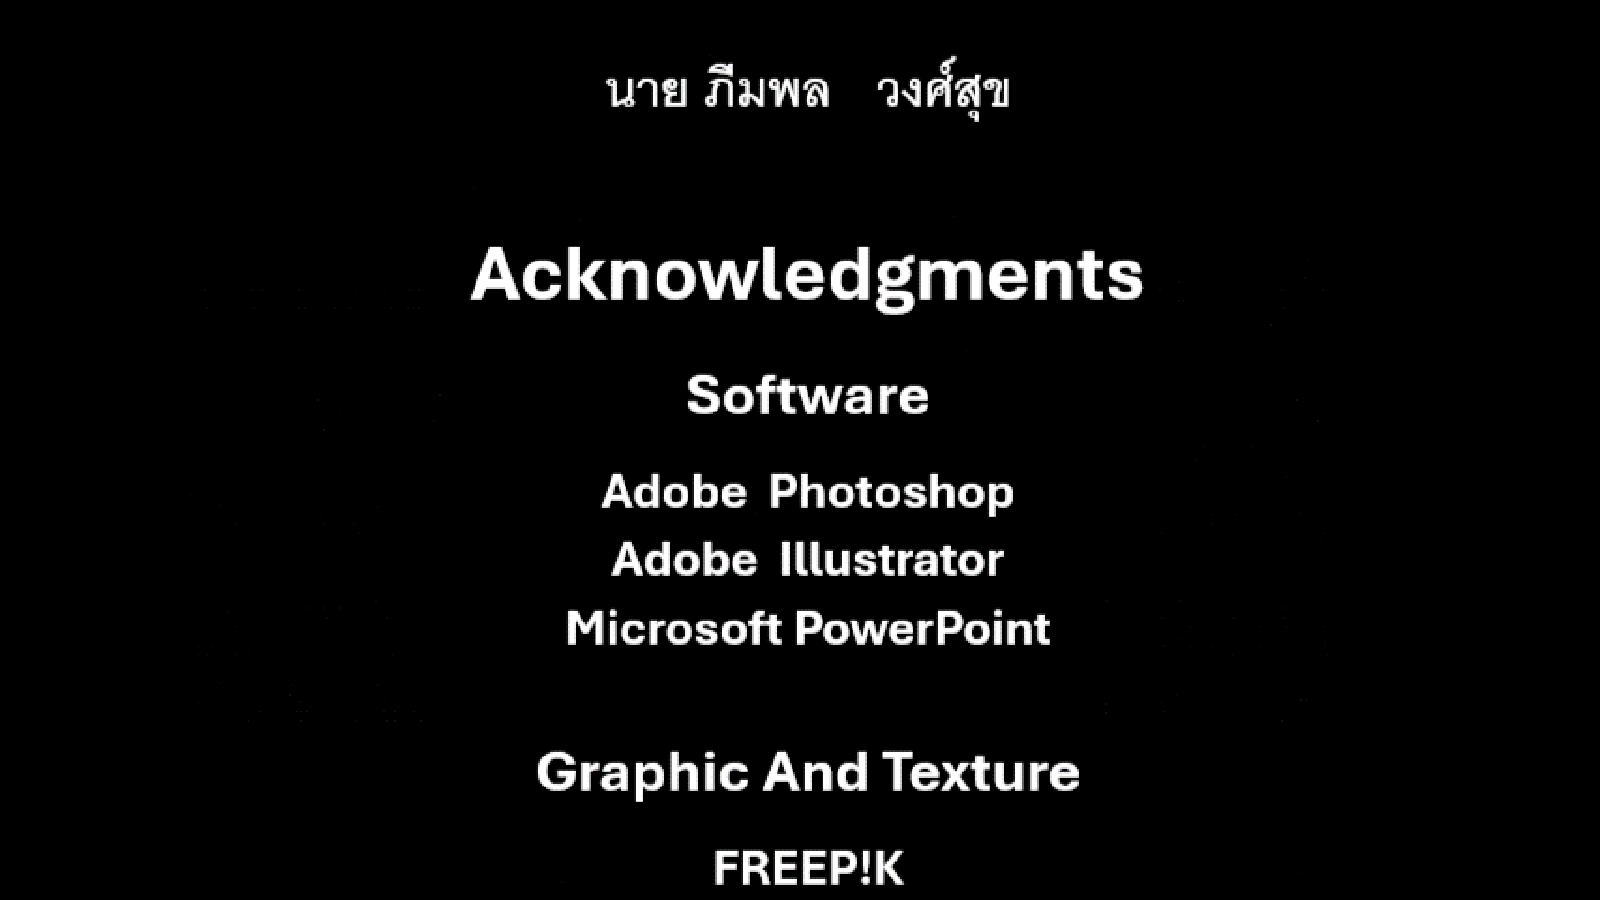 นาย ภีมพล วงศ์สุข
Acknowledgments
Software
Adobe Photoshop
Adobe Illustrator
Microsoft PowerPoint
Graphic And Texture
FREEP!K